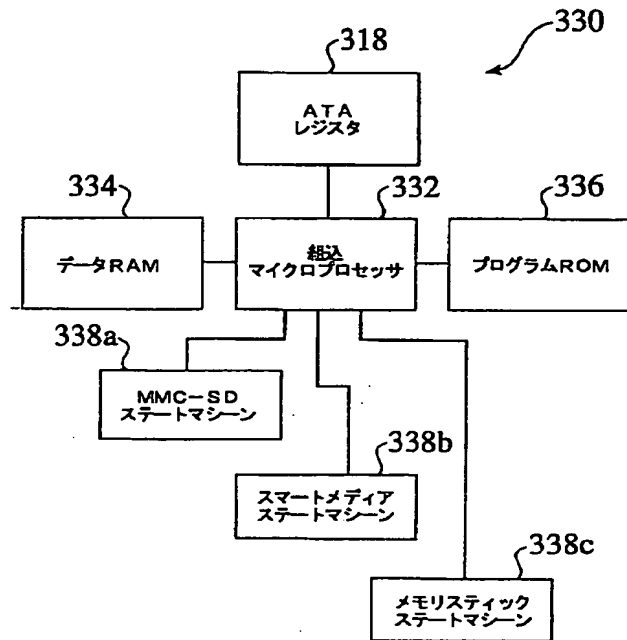 330
318
ATA
レジスタ
334
332
336
データRAM
組込
マイクロプロセッサ
プログラムROM
338a
MMC-SD
ステートマシーン
338b
スマートメディア
ステートマシーン
338c
メモリスティック
ステートマシーン